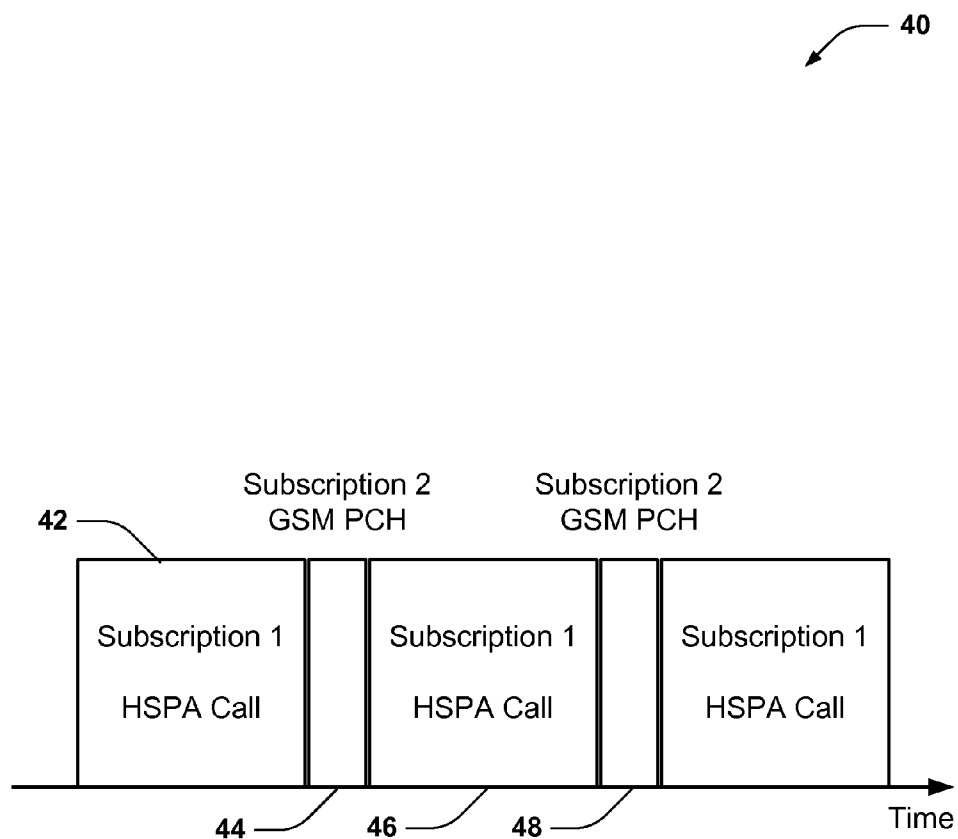 40
Subscription 2
GSM PCH
Subscription 2
GSM PCH
42
Subscription 1
HSPA Call
Subscription 1
HSPA Call
Subscription 1
HSPA Call
44
46
48
Time